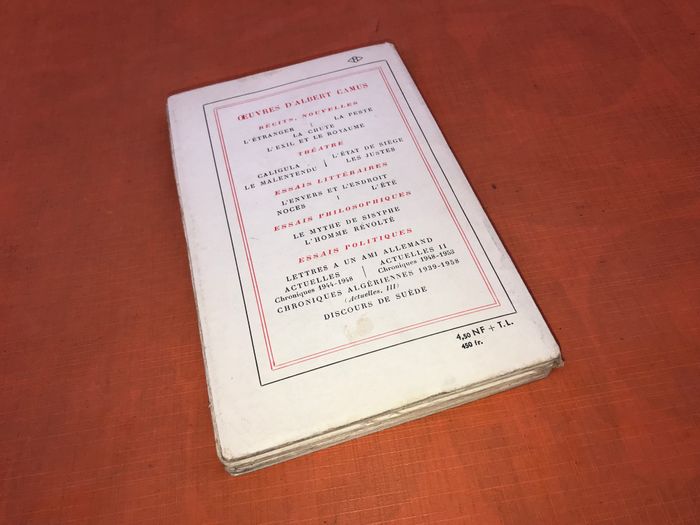 ŒUVRES D'ALBERT CAMUS
RÉCITS, NOUVELLES
L'ÉTRANGER | LA PESTE
LA CHUTE
L'EXIL ET LE ROYAUME
THÉATRE
CALIGULA | L'ÉTAT DE SIÈGE
LE MALENTENDU | LES JUSTES
ESSAIS LITTÉRAIRES
L'ENVERS ET L'ENDROIT
NOCES | L'ÉTÉ
ESSAIS PHILOSOPHIQUES
LE MYTHE DE SISYPHE
L'HOMME RÉVOLTÉ
ESSAIS POLITIQUES
LETTRES A UN AMI ALLEMAND
ACTUELLES | ACTUELLES II
Chroniques 1944-1948 | Chroniques 1948-1953
CHRONIQUES ALGÉRIENNES 1939-1958
(Actuelles, III)
DISCOURS DE SUÈDE
4,50 NF + T.L.
450 fr.